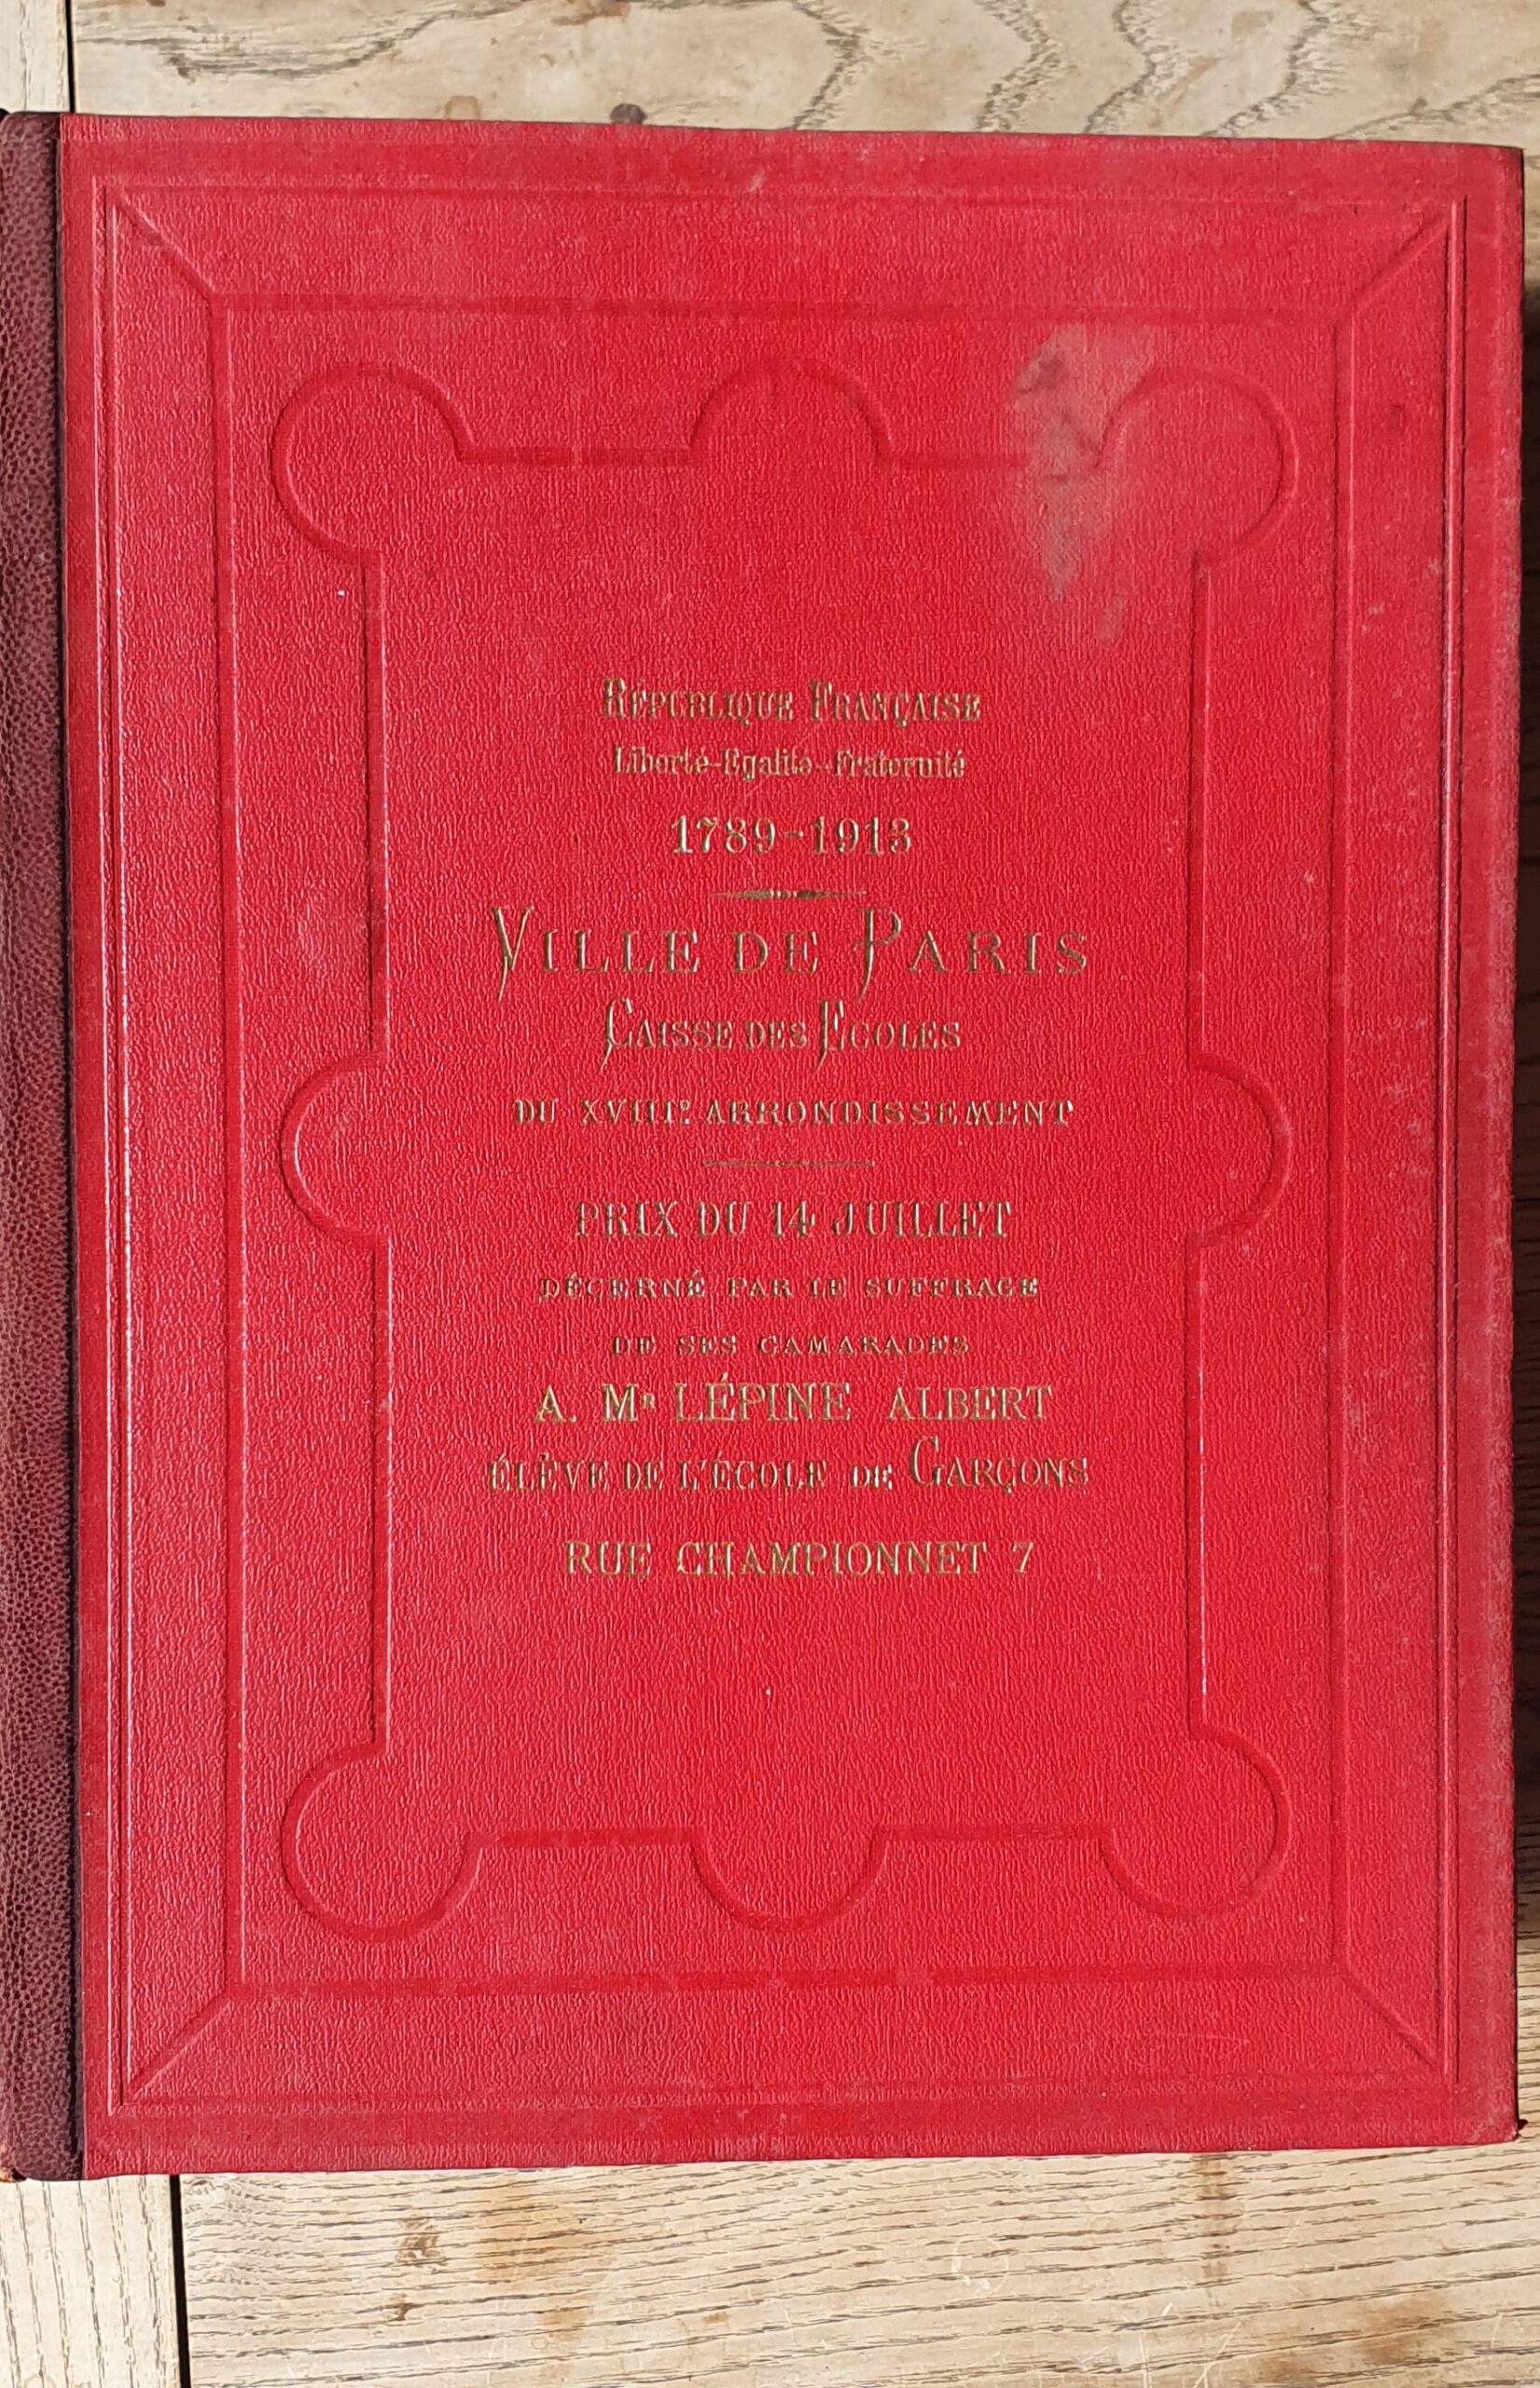 RÉPUBLIQUE FRANÇAISE
Liberté-Egalité-Fraternité
1789-1913
VILLE DE PARIS
CAISSE DES ECOLES
DU XVIIIE ARRONDISSEMENT
PRIX DU 14 JUILLET
DÉCERNÉ PAR LE SUFFRAGE
DE SES CAMARADES
A. MR LÉPINE ALBERT
ÉLÈVE DE L'ÉCOLE DE GARÇONS
RUE CHAMPIONNET 7